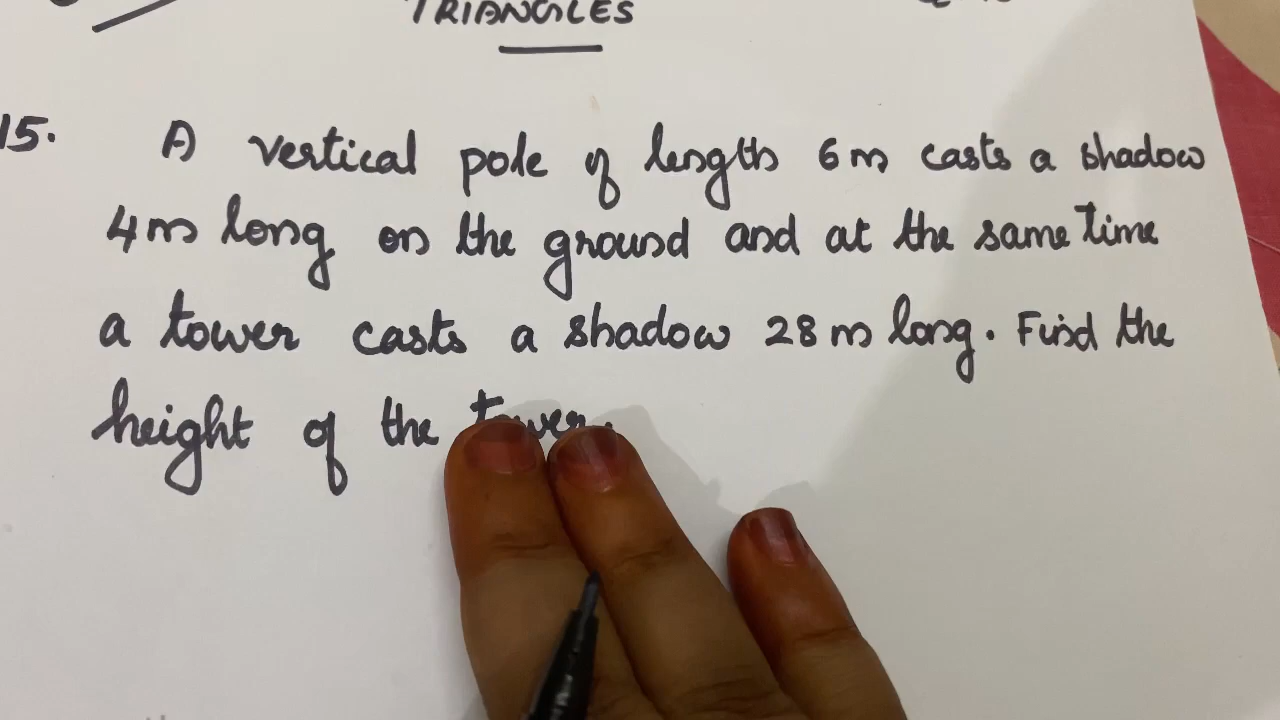 TRIANGLES
15. A vertical pole of length 6 m casts a shadow
4 m long on the ground and at the same time
a tower casts a shadow 28 m long. Find the
height of the tower.